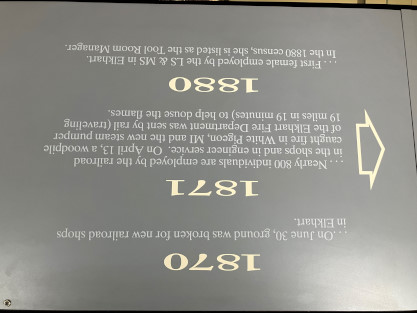 1870
. . .On June 30, ground was broken for new railroad shops
in Elkhart.
1871
. . . Nearly 800 individuals are employed by the railroad
in the shops and in engineer service. On April 13, a woodpile
caught fire in White Pigeon, MI and the new steam pumper
of the Elkhart Fire Department was sent by rail (traveling
19 miles in 19 minutes) to help douse the flames.
1880
. . . First female employed by the LS & MS in Elkhart.
In the 1880 census, she is listed as the Tool Room Manager.